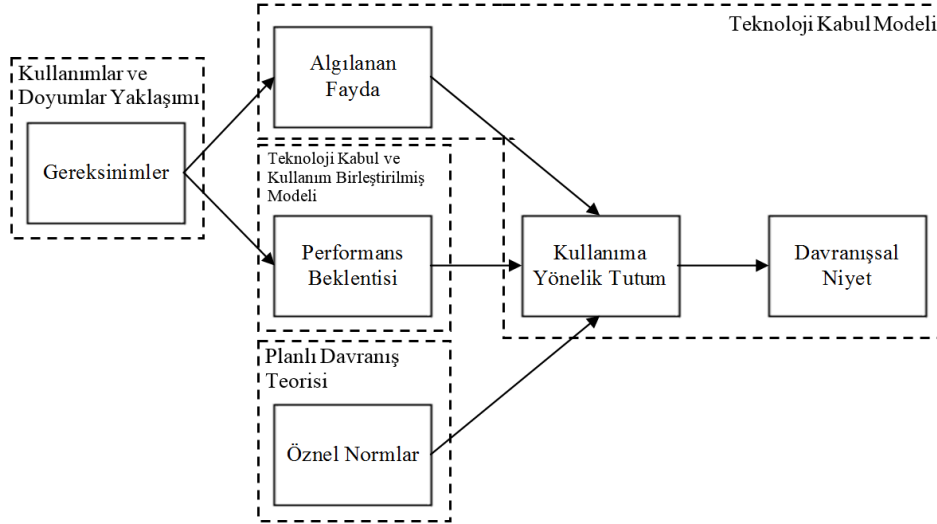 Teknoloji Kabul Modeli
Kullanımlar ve
Doyumlar Yaklaşımı
Gereksinimler
Algılanan
Fayda
Teknoloji Kabul ve
Kullanım Birleştirilmiş
Modeli
Performans
Beklentisi
Kullanıma
Yönelik Tutum
Davranışsal
Niyet
Planlı Davranış
Teorisi
Öznel Normlar